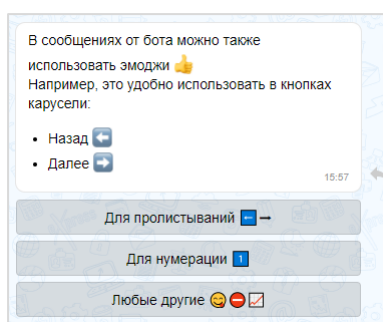 В сообщениях от бота можно также
использовать эмоджи 👍
Например, это удобно использовать в кнопках
карусели:
• Назад ⬅️
• Далее ➡️
15:57
Для пролистываний ⬅️➞
Для нумерации 1️⃣
Любые другие 😋⛔📈